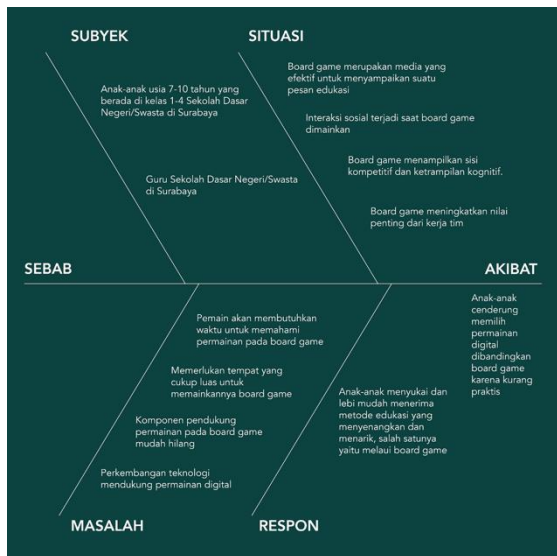 SUBYEK
SITUASI
Anak-anak usia 7-10 tahun yang
berada di kelas 1-4 Sekolah Dasar
Negeri/Swasta di Surabaya
Guru Sekolah Dasar Negeri/Swasta
di Surabaya
Board game merupakan media yang
efektif untuk menyampaikan suatu
pesan edukasi
Interaksi sosial terjadi saat board game
dimainkan
Board game menampilkan sisi
kompetitif dan ketrampilan kognitif.
Board game meningkatkan nilai
penting dari kerja tim
SEBAB
AKIBAT
Pemain akan membutuhkan
waktu untuk memahami
permainan pada board game
Memerlukan tempat yang
cukup luas untuk
memainkannya board game
Komponen pendukung
permainan pada board game
mudah hilang
Perkembangan teknologi
mendukung permainan digital
Anak-anak menyukai dan
lebi mudah menerima
metode edukasi yang
menyenangkan dan
menarik, salah satunya
yaitu melaui board game
Anak-anak
cenderung
memilih
permainan
digital
dibandingkan
board game
karena kurang
praktis
MASALAH
RESPON